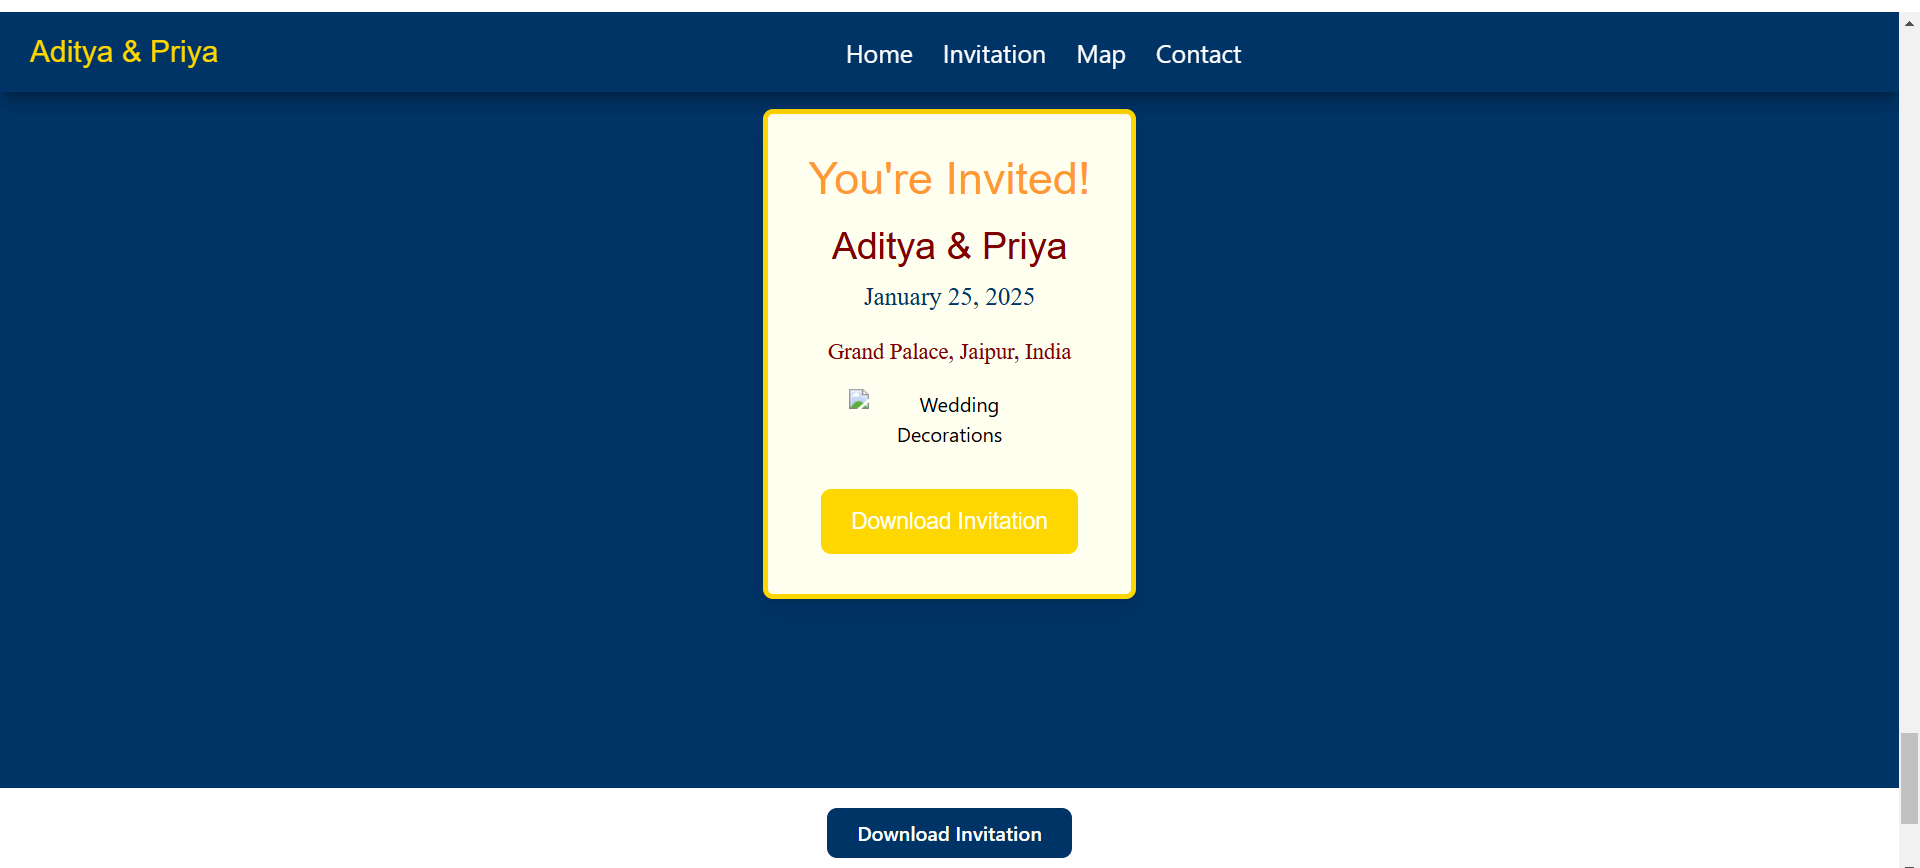 Aditya & Priya
Home Invitation Map Contact
You're Invited!
Aditya & Priya
January 25, 2025
Grand Palace, Jaipur, India
Wedding
Decorations
Download Invitation
Download Invitation